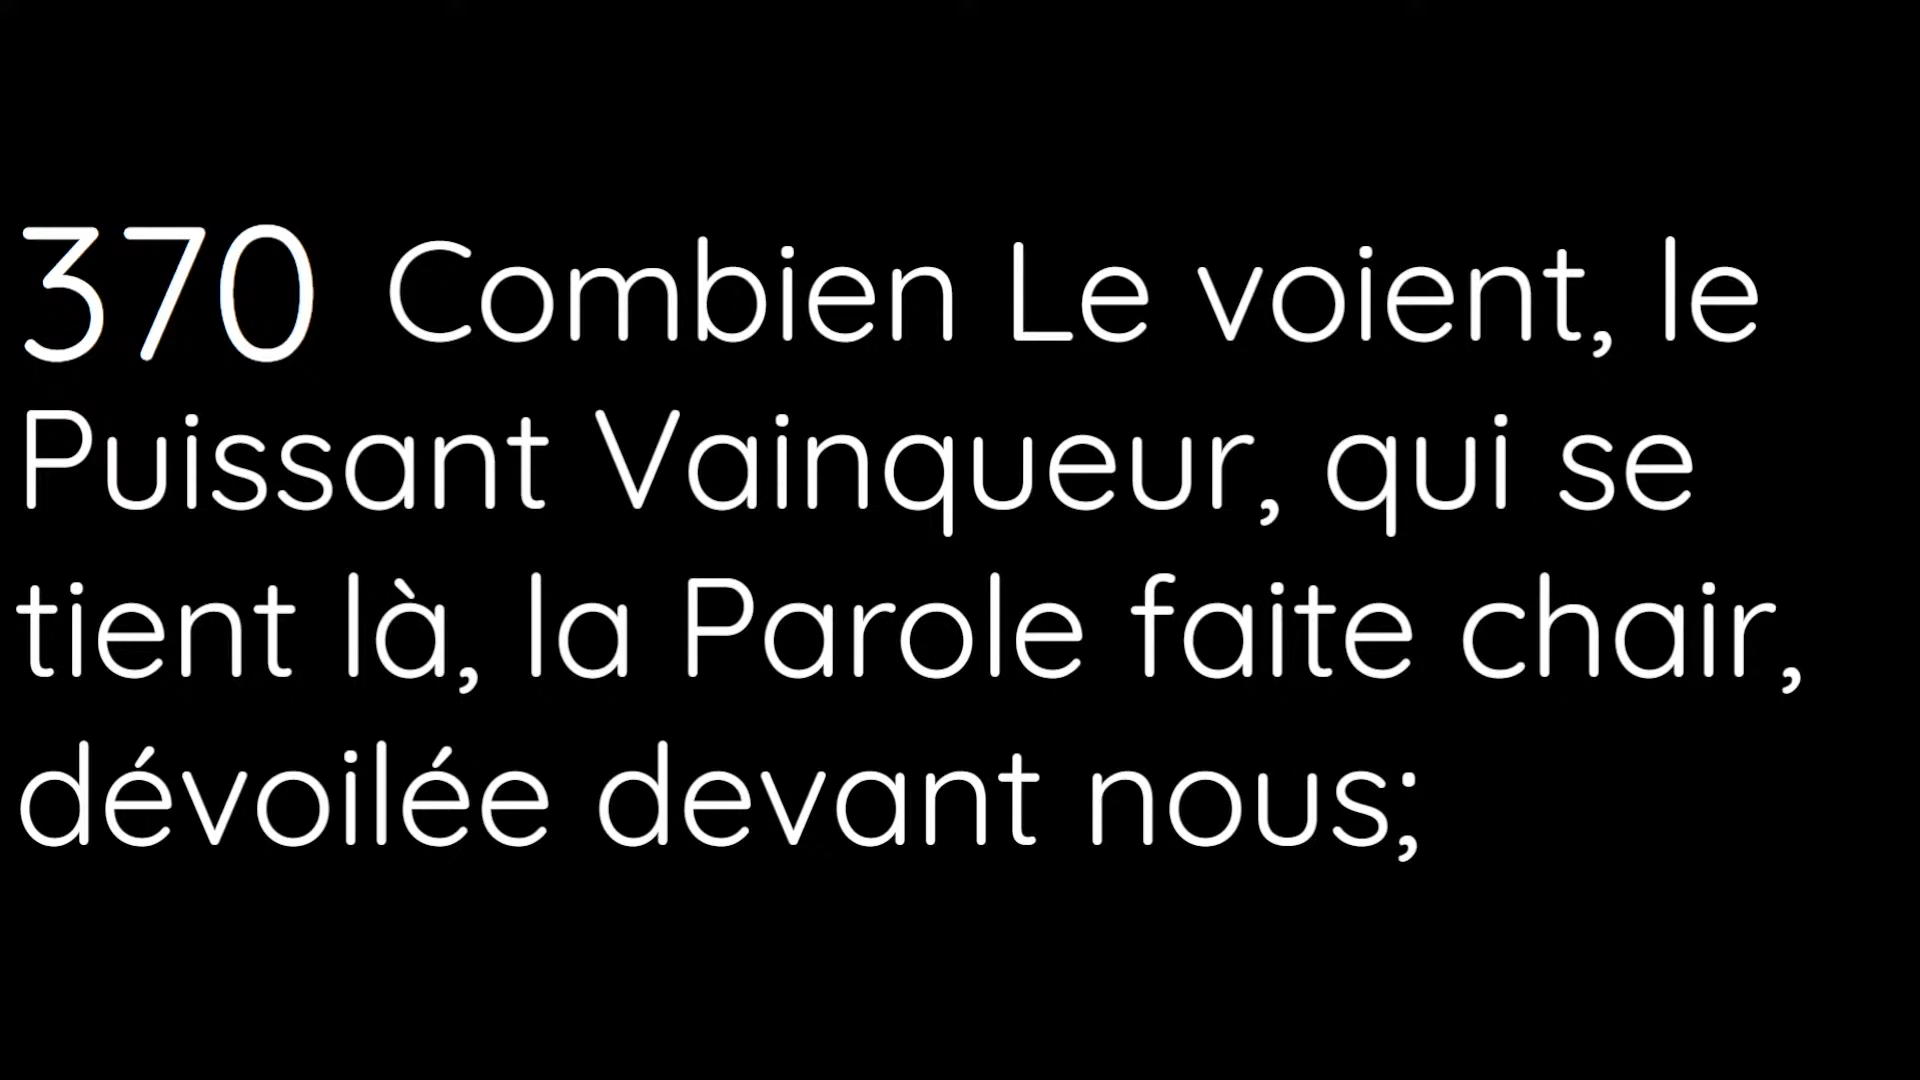 370 Combien Le voient, le
Puissant Vainqueur, qui se
tient là, la Parole faite chair,
dévoilée devant nous;